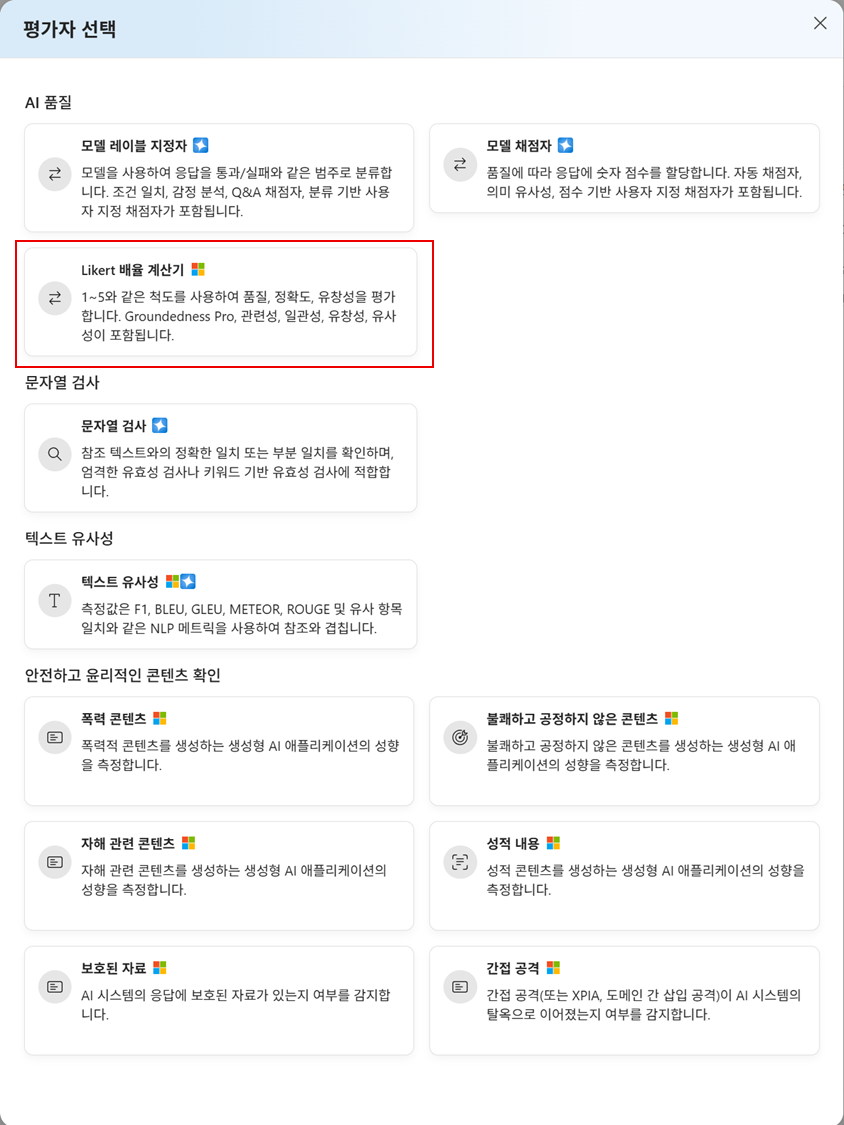 평가자 선택
AI 품질
모델 레이블 지정자
모델을 사용하여 응답을 통과/실패와 같은 범주로 분류합
니다. 조건 일치, 감정 분석, Q&A 채점자, 분류 기반 사용
자 지정 채점자가 포함됩니다.
모델 채점자
품질에 따라 응답에 숫자 점수를 할당합니다. 자동 채점자,
의미 유사성, 점수 기반 사용자 지정 채점자가 포함됩니다.
Likert 배율 계산기
1~5와 같은 척도를 사용하여 품질, 정확도, 유창성을 평가
합니다. Groundedness Pro, 관련성, 일관성, 유창성, 유사
성이 포함됩니다.
문자열 검사
문자열 검사
참조 텍스트와의 정확한 일치 또는 부분 일치를 확인하며,
엄격한 유효성 검사나 키워드 기반 유효성 검사에 적합합
니다.
텍스트 유사성
텍스트 유사성
측정값은 F1, BLEU, GLEU, METEOR, ROUGE 및 유사 항목
일치와 같은 NLP 메트릭을 사용하여 참조와 겹칩니다.
안전하고 윤리적인 콘텐츠 확인
폭력 콘텐츠
폭력적 콘텐츠를 생성하는 생성형 AI 애플리케이션의 성향
을 측정합니다.
불쾌하고 공정하지 않은 콘텐츠
불쾌하고 공정하지 않은 콘텐츠를 생성하는 생성형 AI 애
플리케이션의 성향을 측정합니다.
자해 관련 콘텐츠
자해 관련 콘텐츠를 생성하는 생성형 AI 애플리케이션의
성향을 측정합니다.
성적 내용
성적 콘텐츠를 생성하는 생성형 AI 애플리케이션의 성향을
측정합니다.
보호된 자료
AI 시스템의 응답에 보호된 자료가 있는지 여부를 감지합
니다.
간접 공격
간접 공격(또는 XPIA, 도메인 간 삽입 공격)이 AI 시스템의
탈옥으로 이어졌는지 여부를 감지합니다.